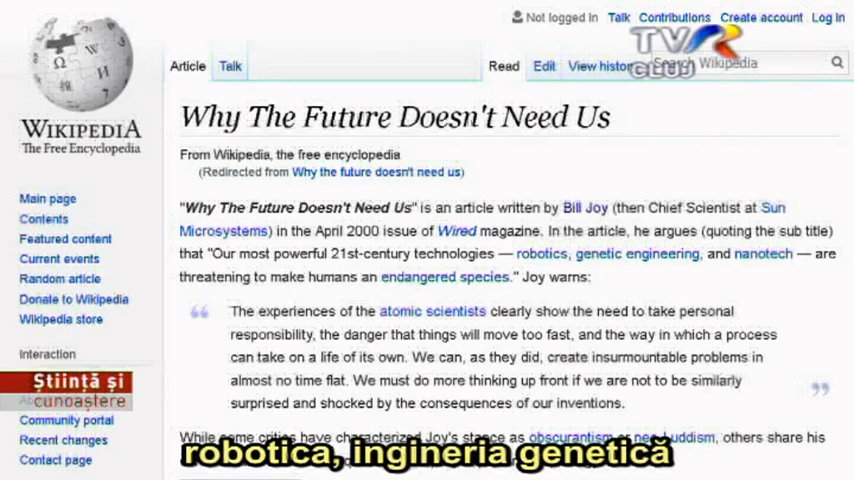 Not logged in Talk Contributions Create account Log in
TVR
CLUJ
Article Talk Read Edit View history Search Wikipedia
WIKIPEDIA
The Free Encyclopedia
Why The Future Doesn't Need Us
From Wikipedia, the free encyclopedia
(Redirected from Why the future doesn't need us)
"Why The Future Doesn't Need Us" is an article written by Bill Joy (then Chief Scientist at Sun
Microsystems) in the April 2000 issue of Wired magazine. In the article, he argues (quoting the sub title)
that "Our most powerful 21st-century technologies — robotics, genetic engineering, and nanotech — are
threatening to make humans an endangered species." Joy warns:
“ The experiences of the atomic scientists clearly show the need to take personal
responsibility, the danger that things will move too fast, and the way in which a process
can take on a life of its own. We can, as they did, create insurmountable problems in
almost no time flat. We must do more thinking up front if we are not to be similarly
surprised and shocked by the consequences of our inventions. ”
While some critics have characterized Joy's stance as obscurantism or neo-Luddism, others share his
Main page
Contents
Featured content
Current events
Random article
Donate to Wikipedia
Wikipedia store
Interaction
Știință și
cunoaștere
Community portal
Recent changes
Contact page
robotica, ingineria genetică